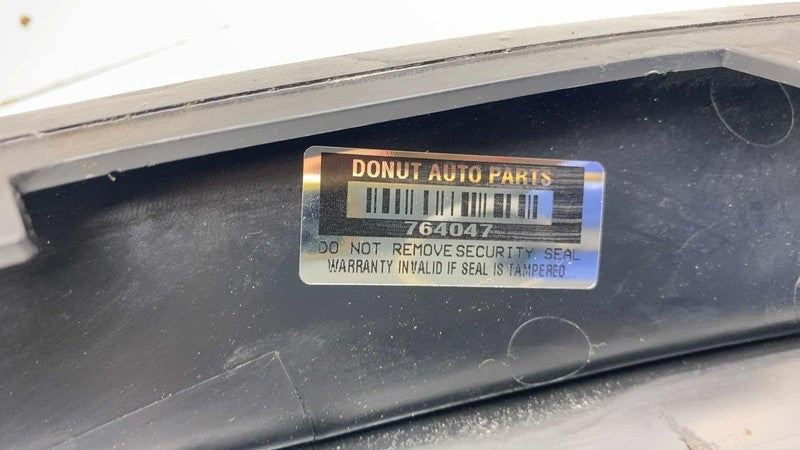 DONUT AUTO PARTS
764047
DO NOT REMOVE SECURITY SEAL
WARRANTY INVALID IF SEAL IS TAMPERED